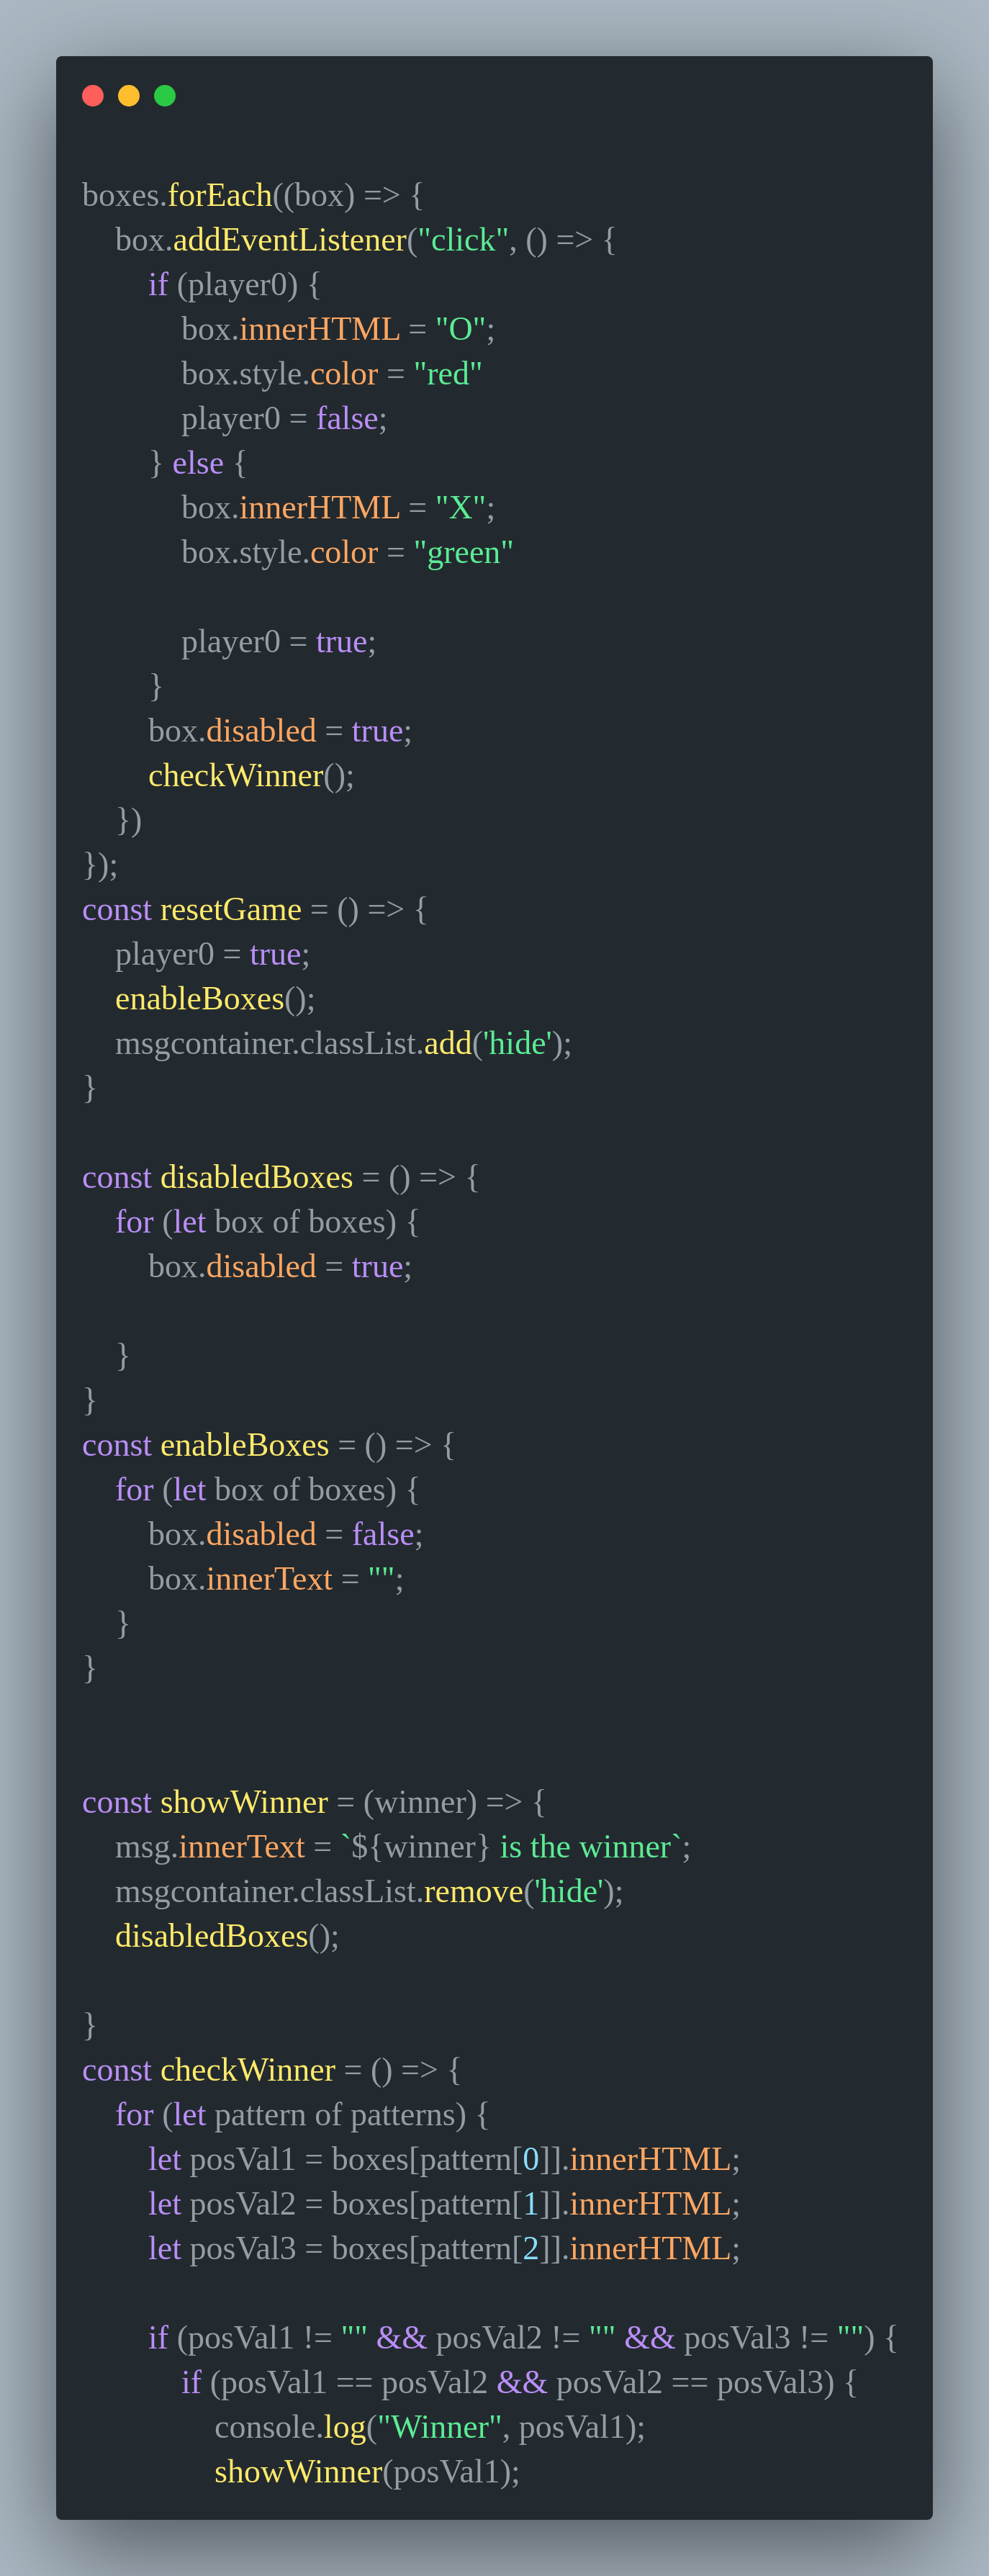 boxes.forEach((box) => {
    box.addEventListener("click", () => {
        if (player0) {
            box.innerHTML = "O";
            box.style.color = "red"
            player0 = false;
        } else {
            box.innerHTML = "X";
            box.style.color = "green"

            player0 = true;
        }
        box.disabled = true;
        checkWinner();
    })
});
const resetGame = () => {
    player0 = true;
    enableBoxes();
    msgcontainer.classList.add('hide');
}

const disabledBoxes = () => {
    for (let box of boxes) {
        box.disabled = true;

    }
}
const enableBoxes = () => {
    for (let box of boxes) {
        box.disabled = false;
        box.innerText = "";
    }
}

const showWinner = (winner) => {
    msg.innerText = `${winner} is the winner`;
    msgcontainer.classList.remove('hide');
    disabledBoxes();

}
const checkWinner = () => {
    for (let pattern of patterns) {
        let posVal1 = boxes[pattern[0]].innerHTML;
        let posVal2 = boxes[pattern[1]].innerHTML;
        let posVal3 = boxes[pattern[2]].innerHTML;

        if (posVal1 != "" && posVal2 != "" && posVal3 != "") {
            if (posVal1 == posVal2 && posVal2 == posVal3) {
                console.log("Winner", posVal1);
                showWinner(posVal1);